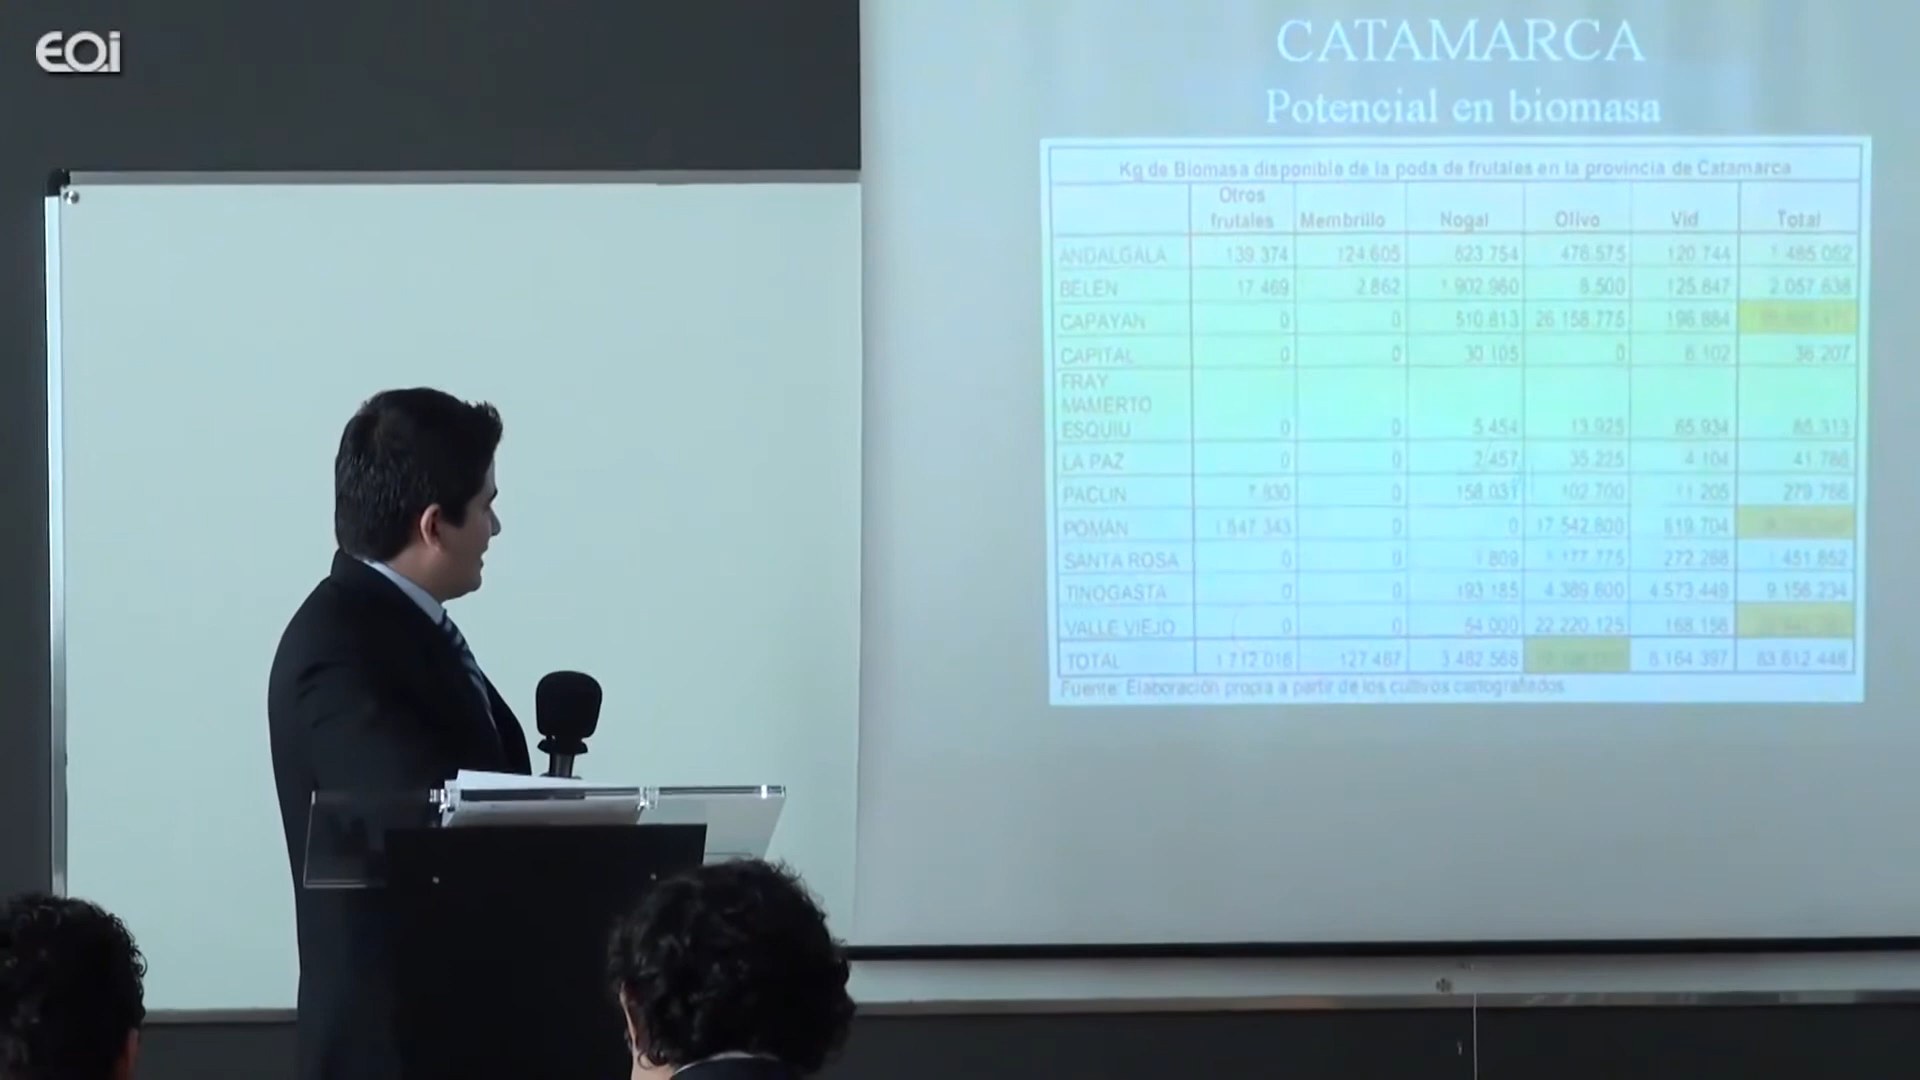 EOi
CATAMARCA
Potencial en biomasa
Kg de Biomasa disponible de la poda de frutales en la provincia de Catamarca
Otros frutales Membrillo Nogal Olivo Vid Total
ANDALGALA 139.374 124.605 623.754 476.575 120.744
BELEN 17.469 2.862 1.902.960 8.500 125.847 2.057.638
CAPAYAN 0 0 510.813 26.158.775 196.884
CAPITAL 0 0 30.105 0 6.102 36.207
FRAY
MAMERTO
ESQUIU 0 0 5.454 13.925 65.934 85.313
LA PAZ 0 0 2.457 35.225 4.104 41.786
PACLIN 0 158.031 102.700 11.205 279.766
POMAN 1.647.343 0 0 17.542.800 619.704
SANTA ROSA 0 0 1.809 1.177.775 272.268 1.451.852
TINOGASTA 0 0 193.185 4.389.600 4.573.449 9.156.234
VALLE VIEJO 0 0 54.000 22.220.125 168.156
TOTAL 1.712.016 127.467 3.482.568 6.164.397 83.612.448
Fuente: Elaboración propia a partir de los cultivos cartografiados